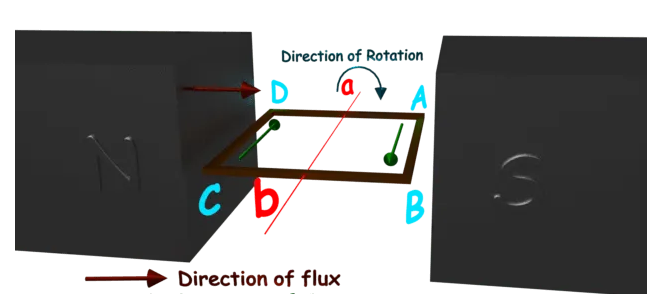 Direction of Rotation
a
D
A
N
S
C
b
B
Direction of flux